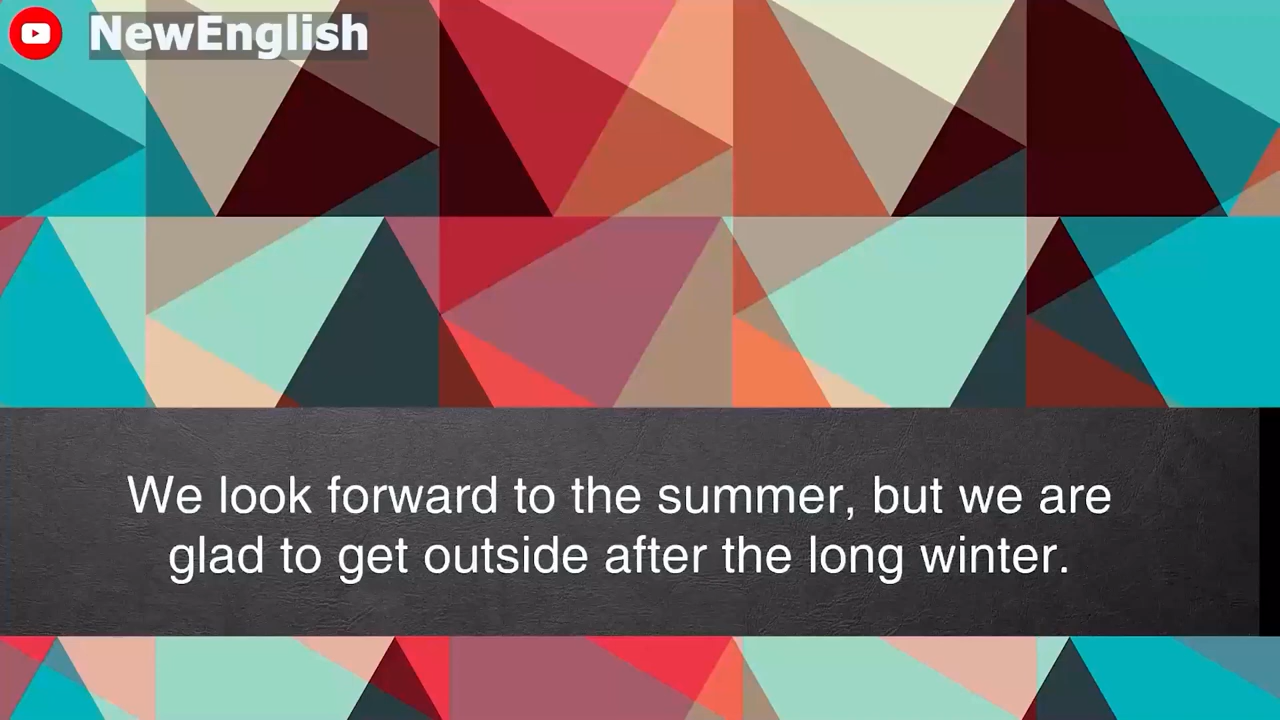 NewEnglish
We look forward to the summer, but we are
glad to get outside after the long winter.